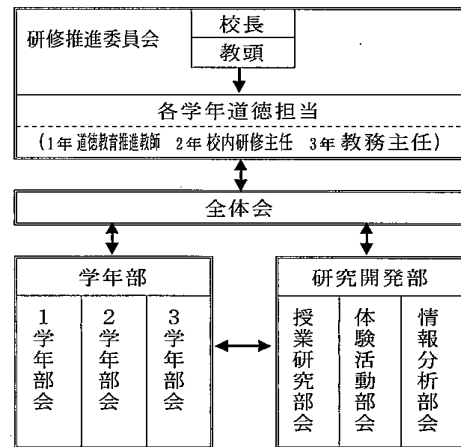 校長
研修推進委員会
教頭
各学年道徳担当
(1年 道徳教育推進教師 2年 校内研修主任 3年 教務主任)
全体会
学年部
研究開発部
1学年部会
2学年部会
3学年部会
授業研究部会
体験活動部会
情報分析部会